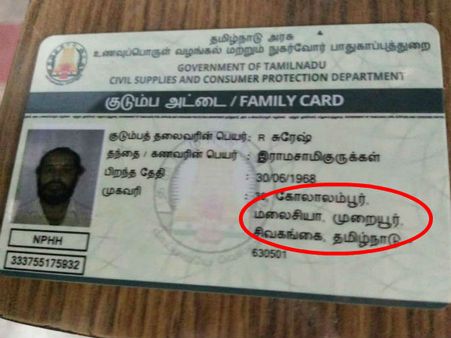 தமிழ்நாடு அரசு
உணவுப்பொருள் வழங்கல் மற்றும் நுகர்வோர் பாதுகாப்புத்துறை
GOVERNMENT OF TAMILNADU
CIVIL SUPPLIES AND CONSUMER PROTECTION DEPARTMENT
குடும்ப அட்டை / FAMILY CARD
குடும்பத் தலைவரின் பெயர் : R சுரேஷ்
தந்தை / கணவரின் பெயர் : இராமசாமிகுருக்கள்
பிறந்த தேதி : 30/06/1968
முகவரி : கோலாலம்பூர்,
மலைசியா, முறையூர்,
சிவகங்கை, தமிழ்நாடு
630501
NPHH
333755175932